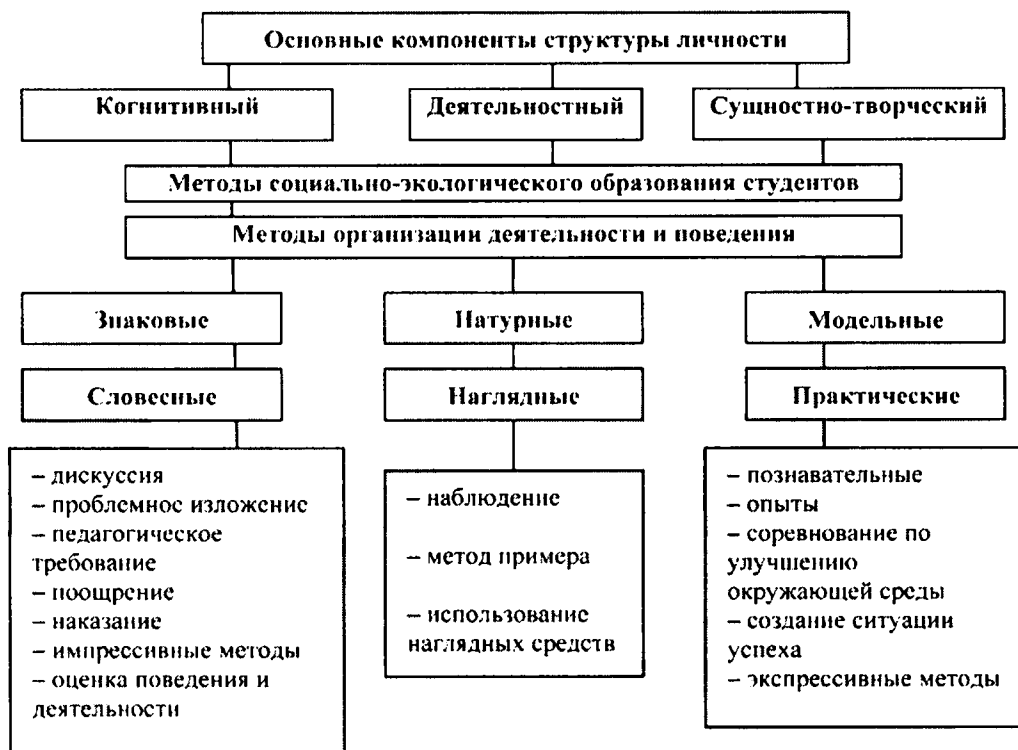 Основные компоненты структуры личности
Когнитивный
Деятельностный
Сущностно-творческий
Методы социально-экологического образования студентов
Методы организации деятельности и поведения
Знаковые
Натурные
Модельные
Словесные
Наглядные
Практические
– дискуссия
– проблемное изложение
– педагогическое
требование
– поощрение
– наказание
– импрессивные методы
– оценка поведения и
деятельности
– наблюдение
– метод примера
– использование
наглядных средств
– познавательные
– опыты
– соревнование по
улучшению
окружающей среды
– создание ситуации
успеха
– экспрессивные методы